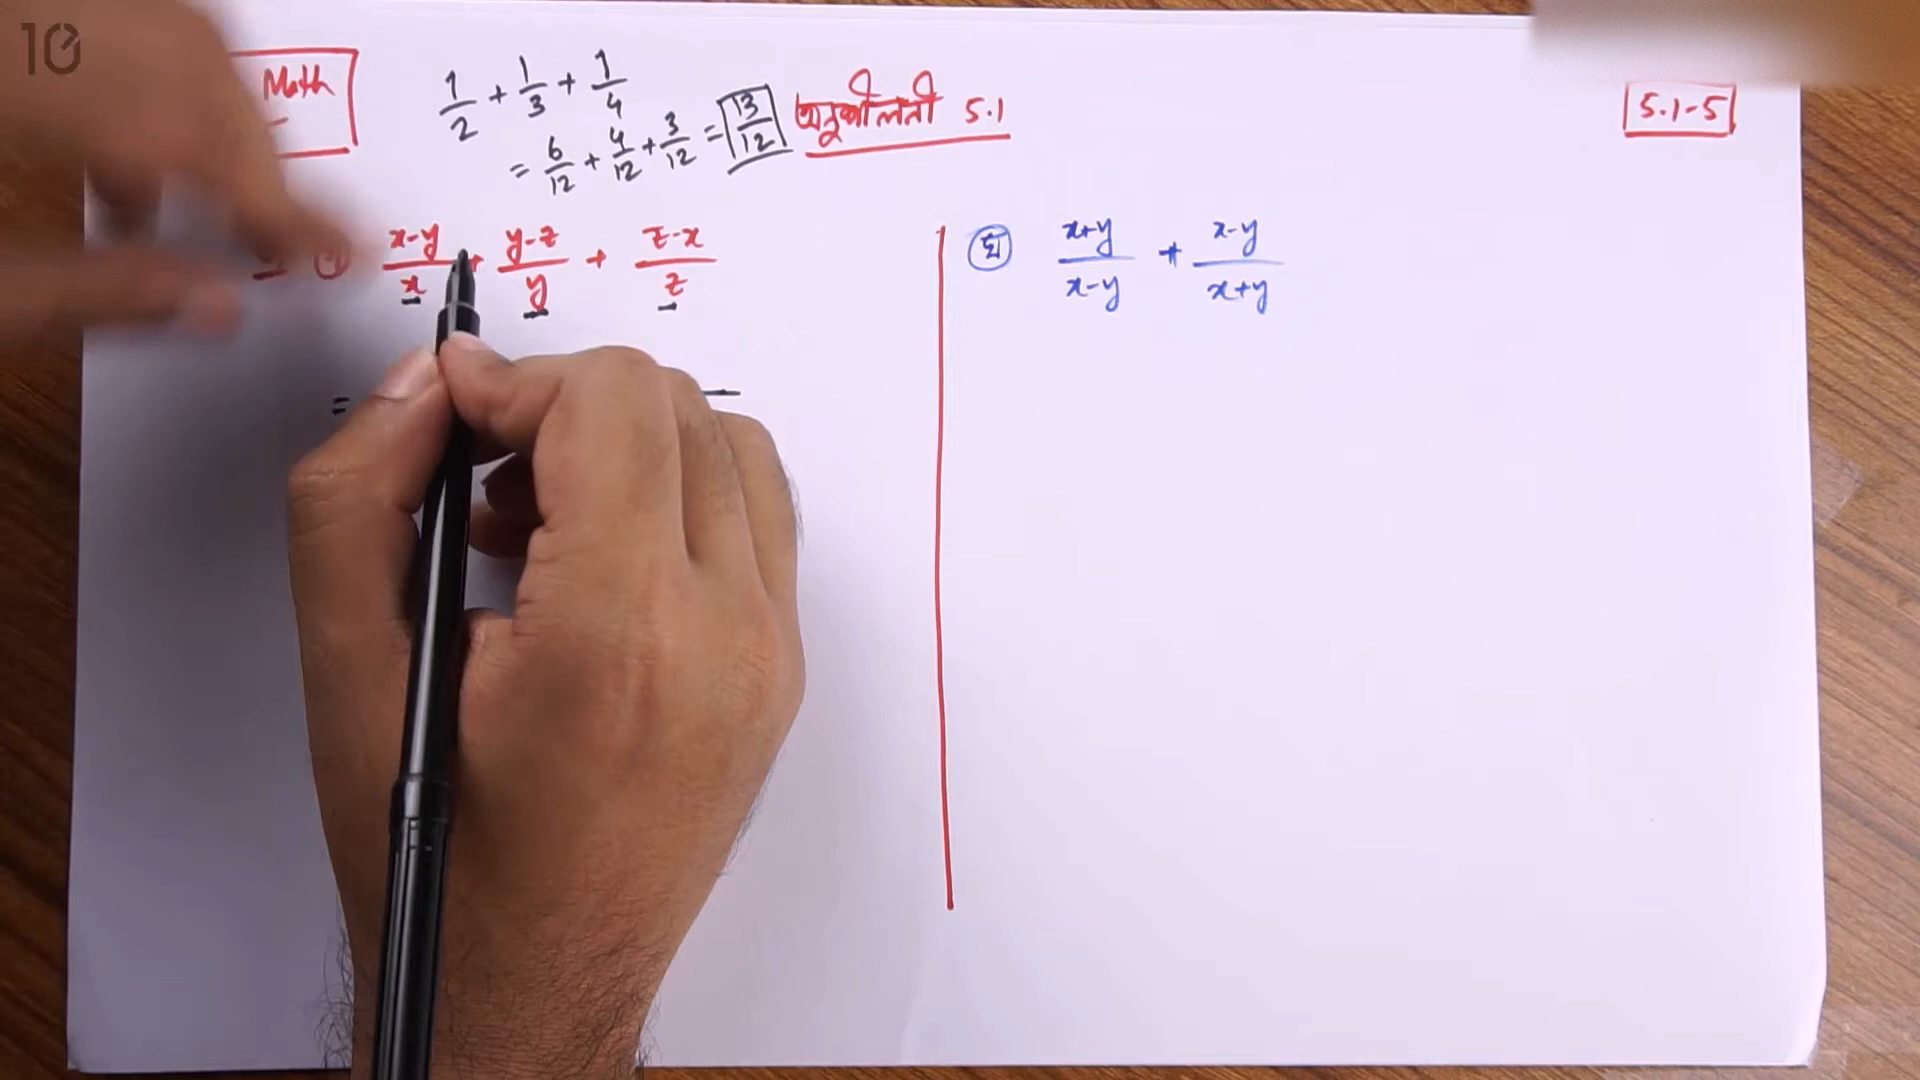 10
Math
1/2 + 1/3 + 1/4
= 6/12 + 4/12 + 3/12 = 13/12
অনুশীলনী 5.1
5.1-5
x-y/x + y-z/y + z-x/z
=
ঘ x+y/x-y + x-y/x+y